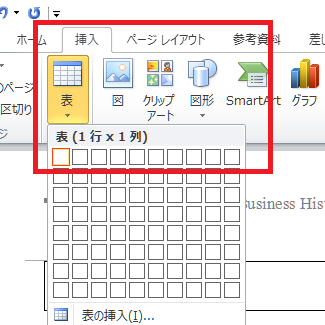 ホーム 挿入 ページ レイアウト 参考資料 差し
のページ
区切り
表 図 クリップ アート 図形 SmartArt グラフ
ジ
表 (1 行 x 1 列)
Business Hist
表の挿入(I)...